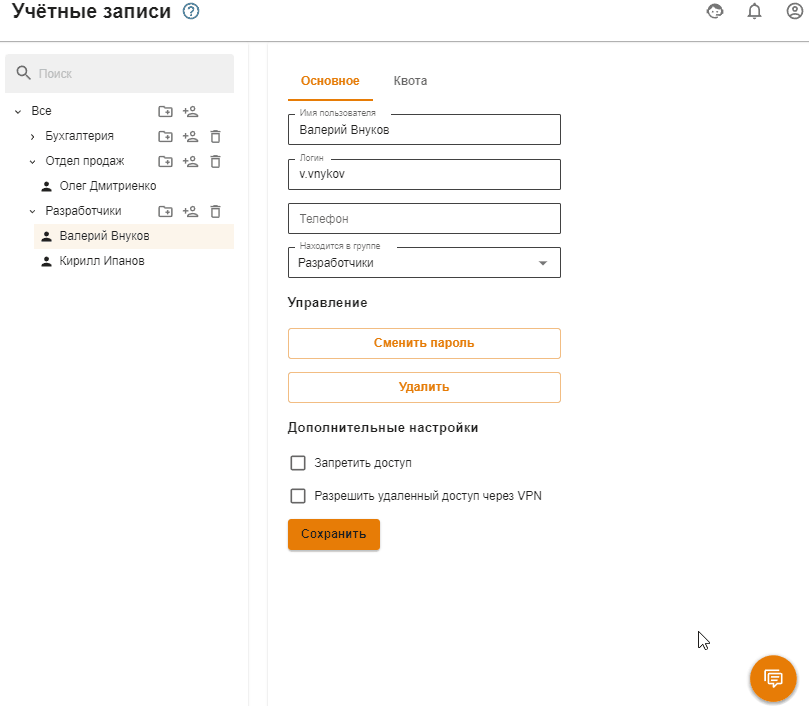 Учётные записи
Поиск
Все
Бухгалтерия
Отдел продаж
Олег Дмитриенко
Разработчики
Валерий Внуков
Кирилл Ипанов
Основное Квота
Имя пользователя
Валерий Внуков
Логин
v.vnykov
Телефон
Находится в группе
Разработчики
Управление
Сменить пароль
Удалить
Дополнительные настройки
Запретить доступ
Разрешить удаленный доступ через VPN
Сохранить